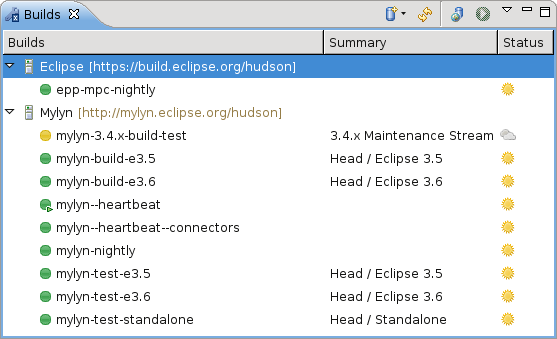 Builds
Builds Summary Status
Eclipse [https://build.eclipse.org/hudson]
epp-mpc-nightly
Mylyn [http://mylyn.eclipse.org/hudson]
mylyn-3.4.x-build-test 3.4.x Maintenance Stream
mylyn-build-e3.5 Head / Eclipse 3.5
mylyn-build-e3.6 Head / Eclipse 3.6
mylyn--heartbeat
mylyn--heartbeat--connectors
mylyn-nightly
mylyn-test-e3.5 Head / Eclipse 3.5
mylyn-test-e3.6 Head / Eclipse 3.6
mylyn-test-standalone Head / Standalone